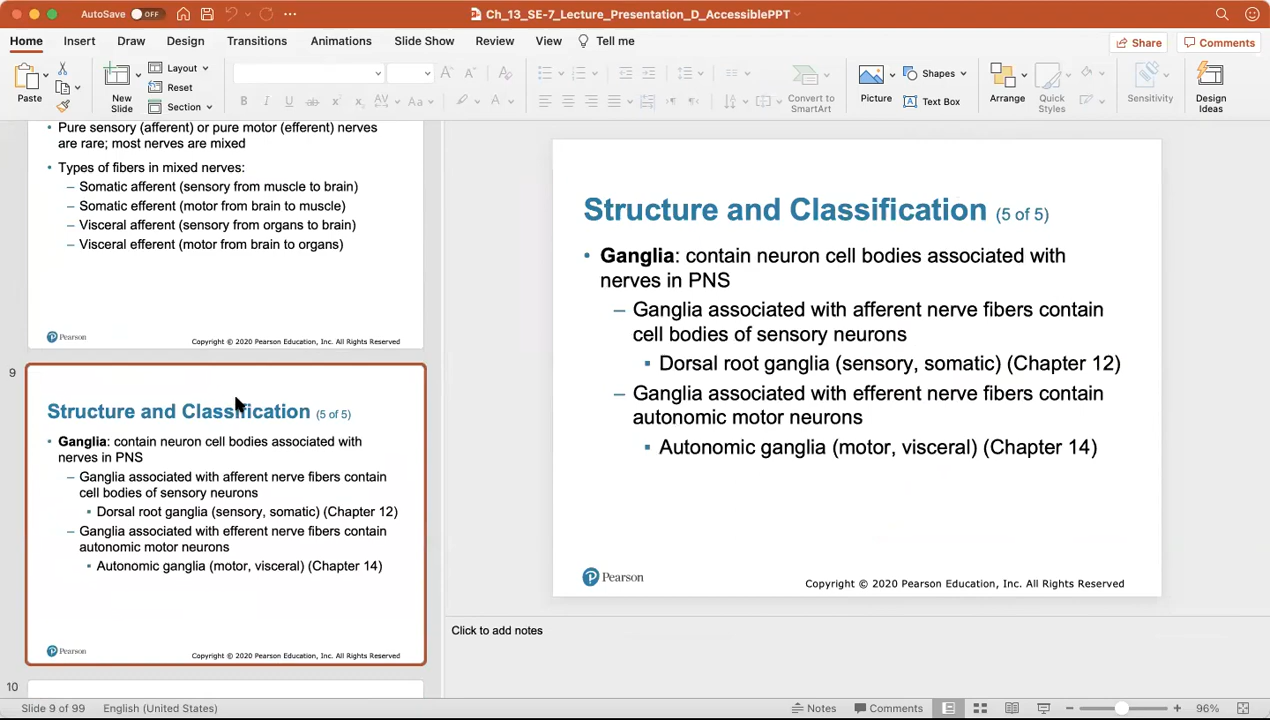 AutoSave OFF
Ch_13_SE-7_Lecture_Presentation_D_AccessiblePPT
Home Insert Draw Design Transitions Animations Slide Show Review View Tell me
Share Comments
Paste
New Slide
Layout
Reset
Section
B I U ab x² x₂ AV Aa A
Convert to SmartArt
Picture
Shapes
Text Box
Arrange
Quick Styles
Sensitivity
Design Ideas
Pure sensory (afferent) or pure motor (efferent) nerves
are rare; most nerves are mixed
• Types of fibers in mixed nerves:
– Somatic afferent (sensory from muscle to brain)
– Somatic efferent (motor from brain to muscle)
– Visceral afferent (sensory from organs to brain)
– Visceral efferent (motor from brain to organs)
Pearson
Copyright © 2020 Pearson Education, Inc. All Rights Reserved
9
Structure and Classification (5 of 5)
• Ganglia: contain neuron cell bodies associated with
nerves in PNS
– Ganglia associated with afferent nerve fibers contain
cell bodies of sensory neurons
▪ Dorsal root ganglia (sensory, somatic) (Chapter 12)
– Ganglia associated with efferent nerve fibers contain
autonomic motor neurons
▪ Autonomic ganglia (motor, visceral) (Chapter 14)
Pearson
Copyright © 2020 Pearson Education, Inc. All Rights Reserved
10
Structure and Classification (5 of 5)
• Ganglia: contain neuron cell bodies associated with
nerves in PNS
– Ganglia associated with afferent nerve fibers contain
cell bodies of sensory neurons
▪ Dorsal root ganglia (sensory, somatic) (Chapter 12)
– Ganglia associated with efferent nerve fibers contain
autonomic motor neurons
▪ Autonomic ganglia (motor, visceral) (Chapter 14)
Pearson
Copyright © 2020 Pearson Education, Inc. All Rights Reserved
Click to add notes
Slide 9 of 99 English (United States) Notes Comments 96%